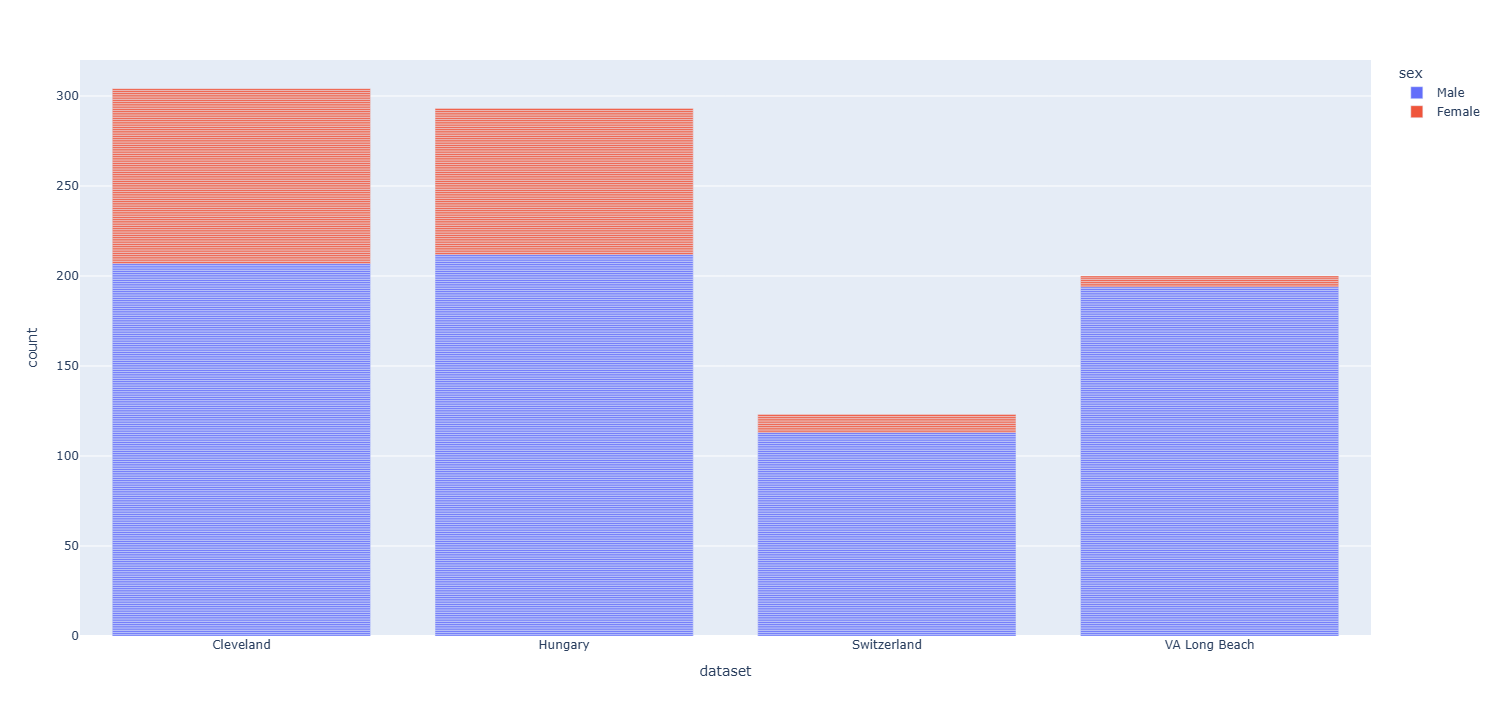 sex
Male
Female
300
250
200
150
100
50
0
count
Cleveland
Hungary
Switzerland
VA Long Beach
dataset